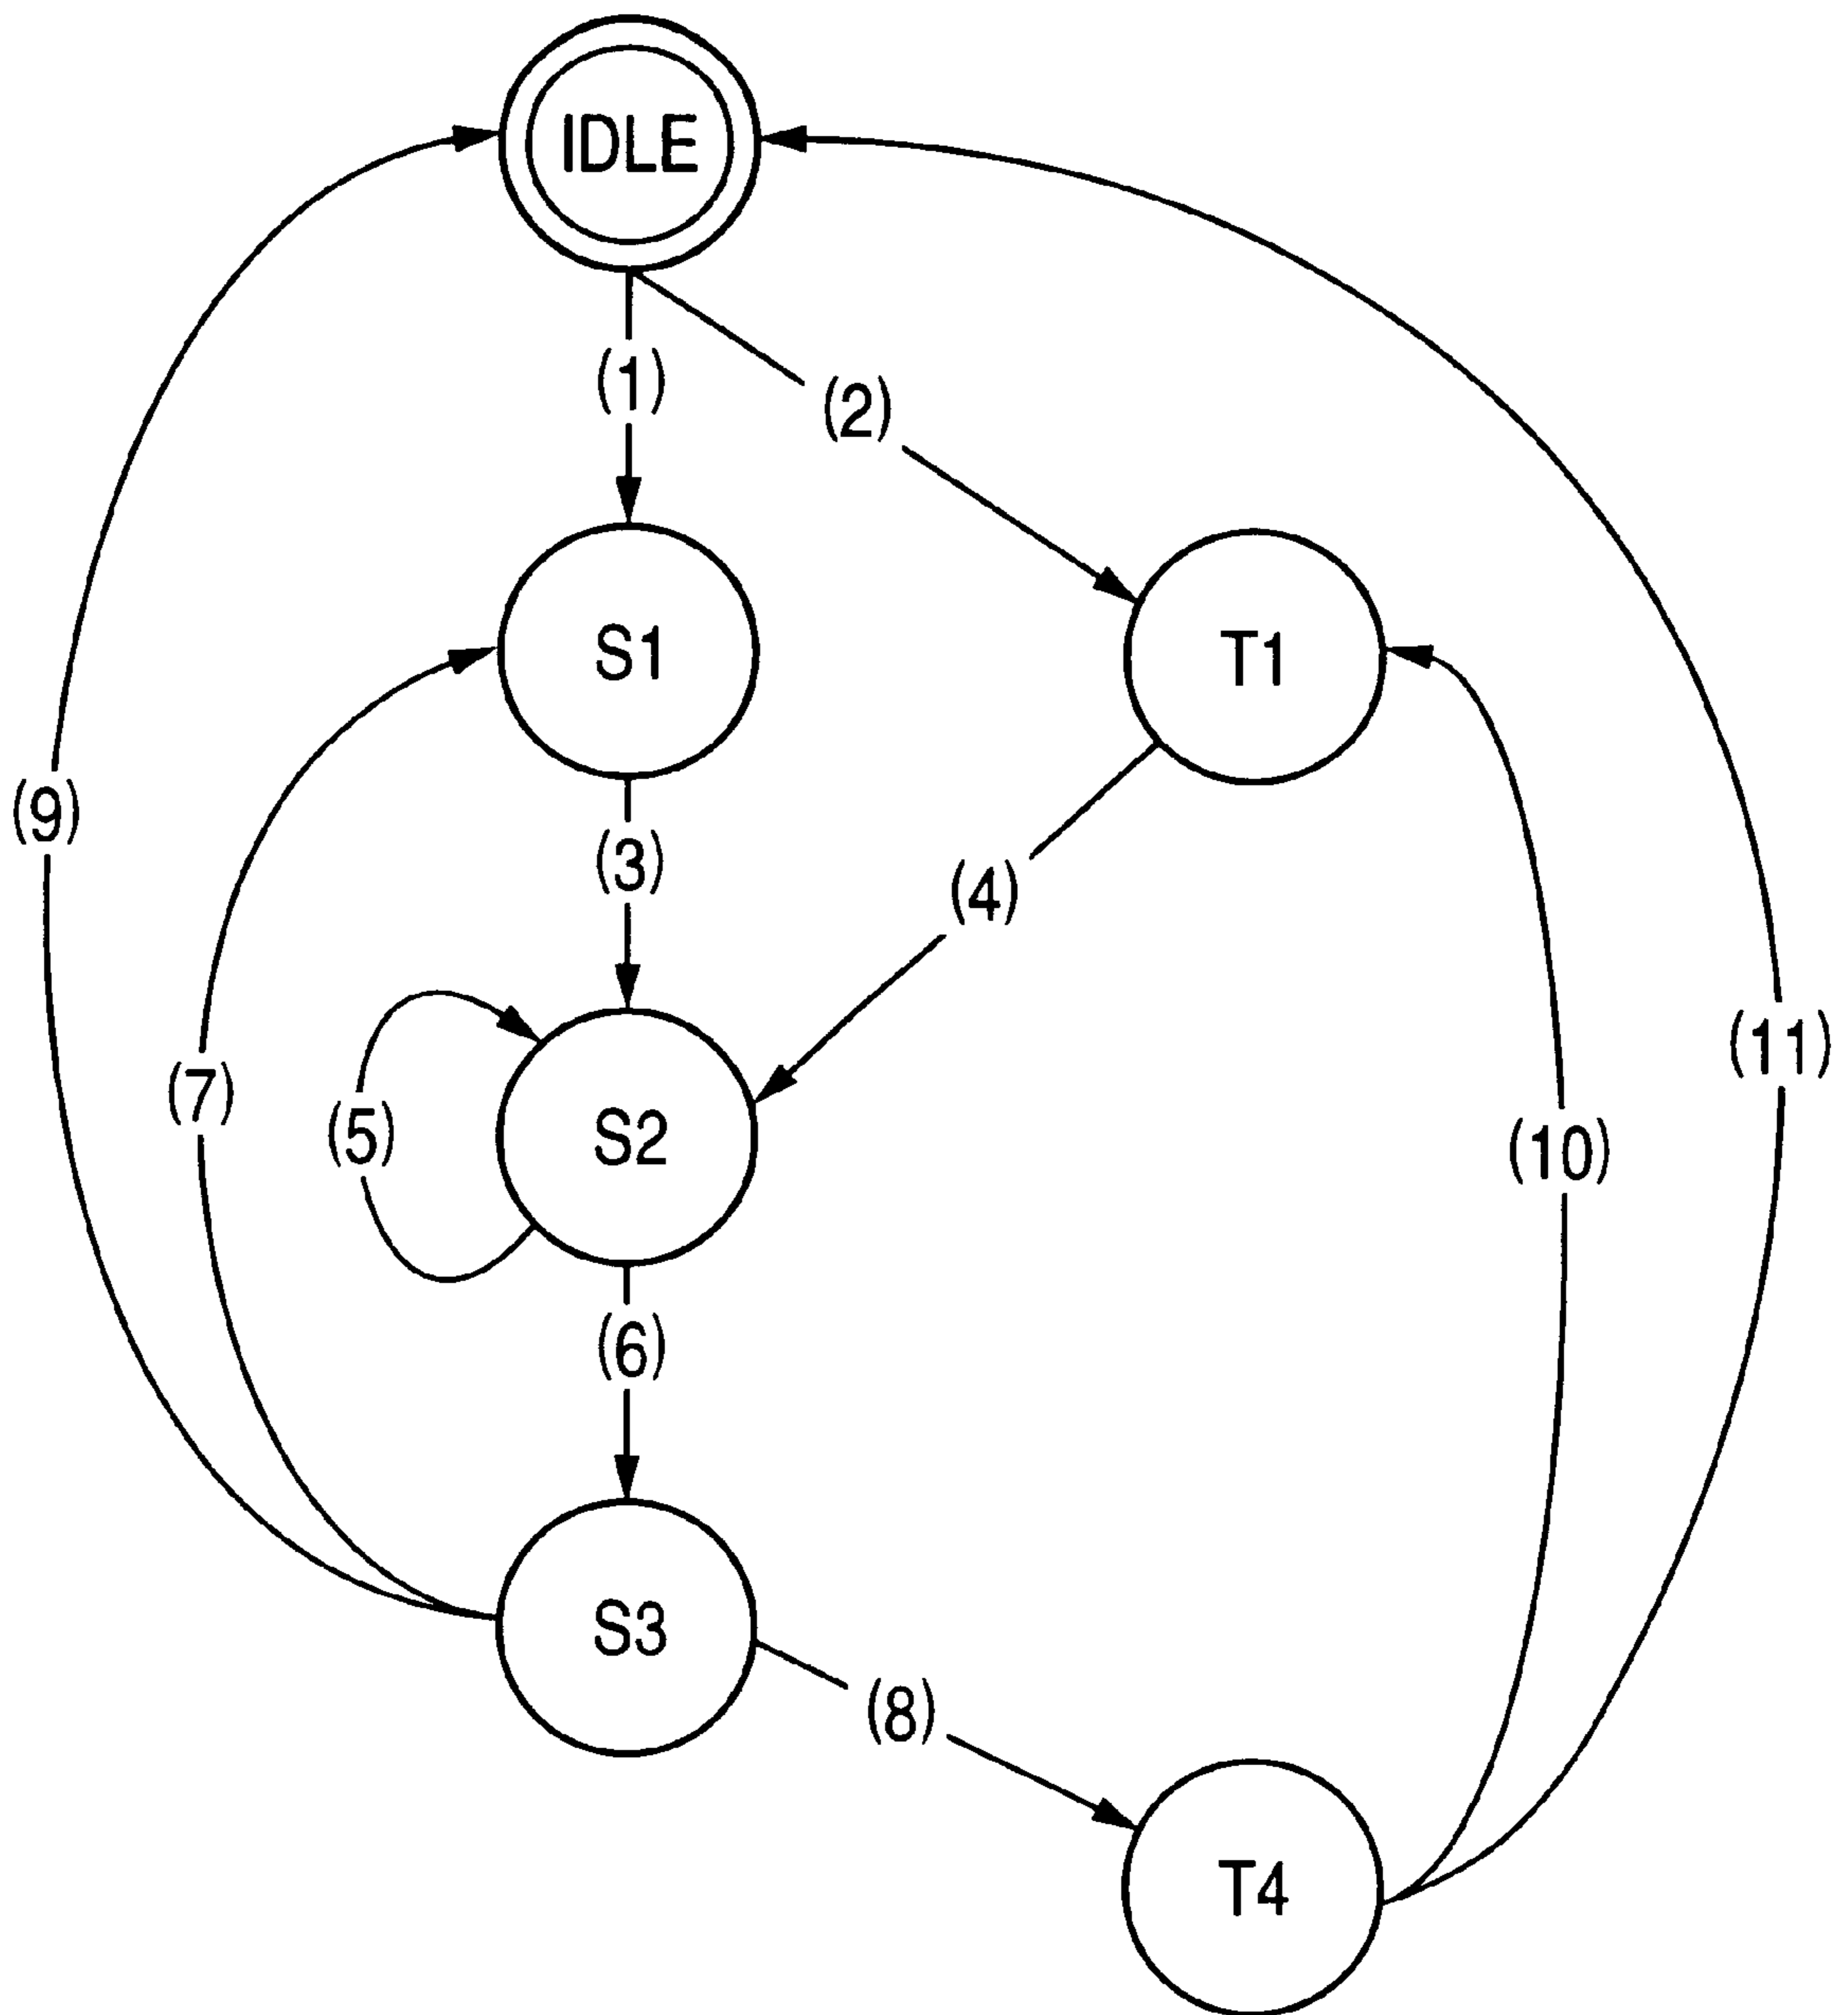 IDLE
(1)
(2)
S1
T1
(9)
(3)
(4)
(11)
(7)
(5)
S2
(10)
(6)
S3
(8)
T4